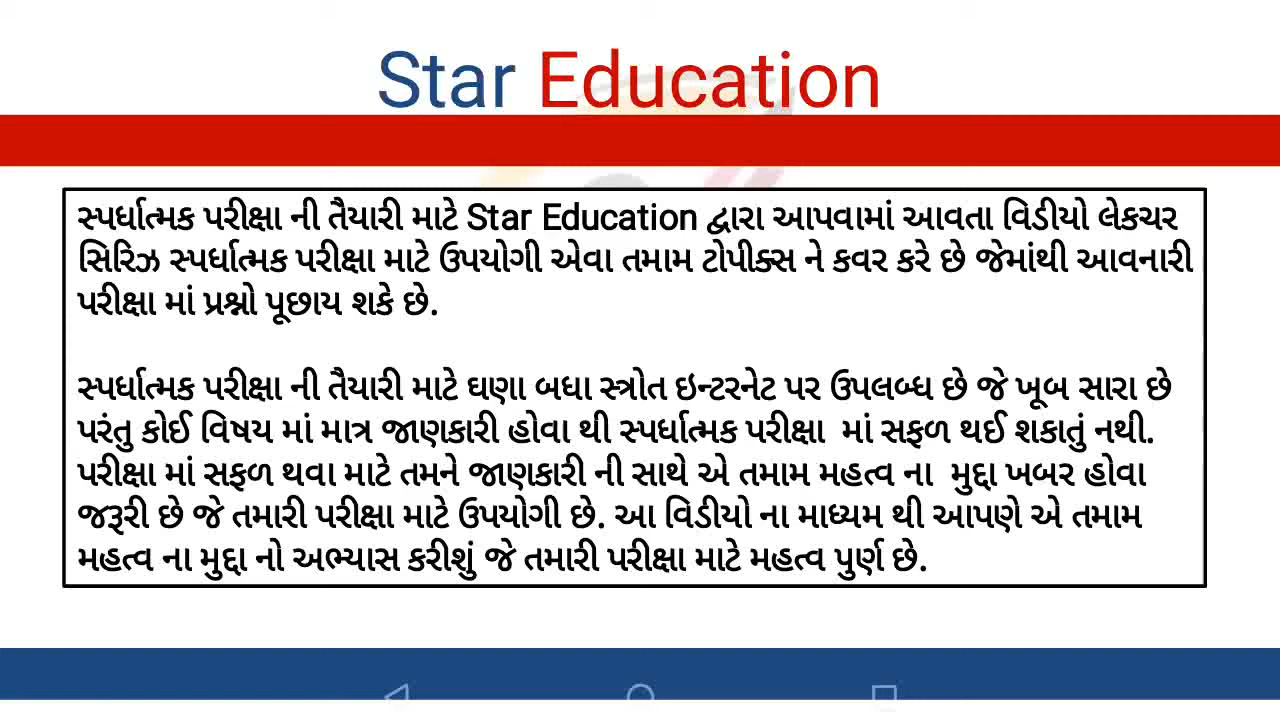 Star Education
સ્પર્ધાત્મક પરીક્ષા ની તૈયારી માટે Star Education દ્વારા આપવામાં આવતા વિડીયો લેકચર
સિરિઝ સ્પર્ધાત્મક પરીક્ષા માટે ઉપયોગી એવા તમામ ટોપીક્સ ને કવર કરે છે જેમાંથી આવનારી
પરીક્ષા માં પ્રશ્નો પૂછાય શકે છે.
સ્પર્ધાત્મક પરીક્ષા ની તૈયારી માટે ઘણા બધા સ્ત્રોત ઇન્ટરનેટ પર ઉપલબ્ધ છે જે ખૂબ સારા છે
પરંતુ કોઈ વિષય માં માત્ર જાણકારી હોવા થી સ્પર્ધાત્મક પરીક્ષા  માં સફળ થઈ શકાતું નથી.
પરીક્ષા માં સફળ થવા માટે તમને જાણકારી ની સાથે એ તમામ મહત્વ ના  મુદ્દા ખબર હોવા
જરૂરી છે જે તમારી પરીક્ષા માટે ઉપયોગી છે. આ વિડીયો ના માધ્યમ થી આપણે એ તમામ
મહત્વ ના મુદ્દા નો અભ્યાસ કરીશું જે તમારી પરીક્ષા માટે મહત્વ પુર્ણ છે.